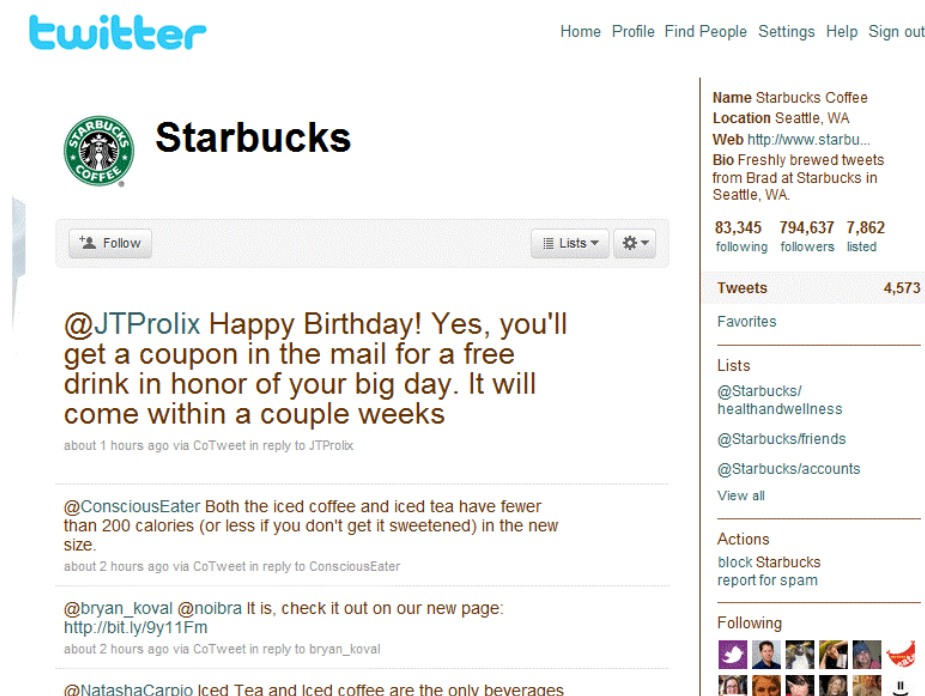 twitter
Home Profile Find People Settings Help Sign out
STARBUCKS
COFFEE
Starbucks
Follow
Lists
@JTProlix Happy Birthday! Yes, you'll
get a coupon in the mail for a free
drink in honor of your big day. It will
come within a couple weeks
about 1 hours ago via CoTweet in reply to JTProlix
@ConsciousEater Both the iced coffee and iced tea have fewer
than 200 calories (or less if you don't get it sweetened) in the new
size.
about 2 hours ago via CoTweet in reply to ConsciousEater
@bryan_koval @noibra It is, check it out on our new page:
http://bit.ly/9y11Fm
about 2 hours ago via CoTweet in reply to bryan_koval
@NatashaCarpio Iced Tea and Iced coffee are the only beverages
Name Starbucks Coffee
Location Seattle, WA
Web http://www.starbu...
Bio Freshly brewed tweets
from Brad at Starbucks in
Seattle, WA.
83,345 794,637 7,862
following followers listed
Tweets 4,573
Favorites
Lists
@Starbucks/
healthandwellness
@Starbucks/friends
@Starbucks/accounts
View all
Actions
block Starbucks
report for spam
Following